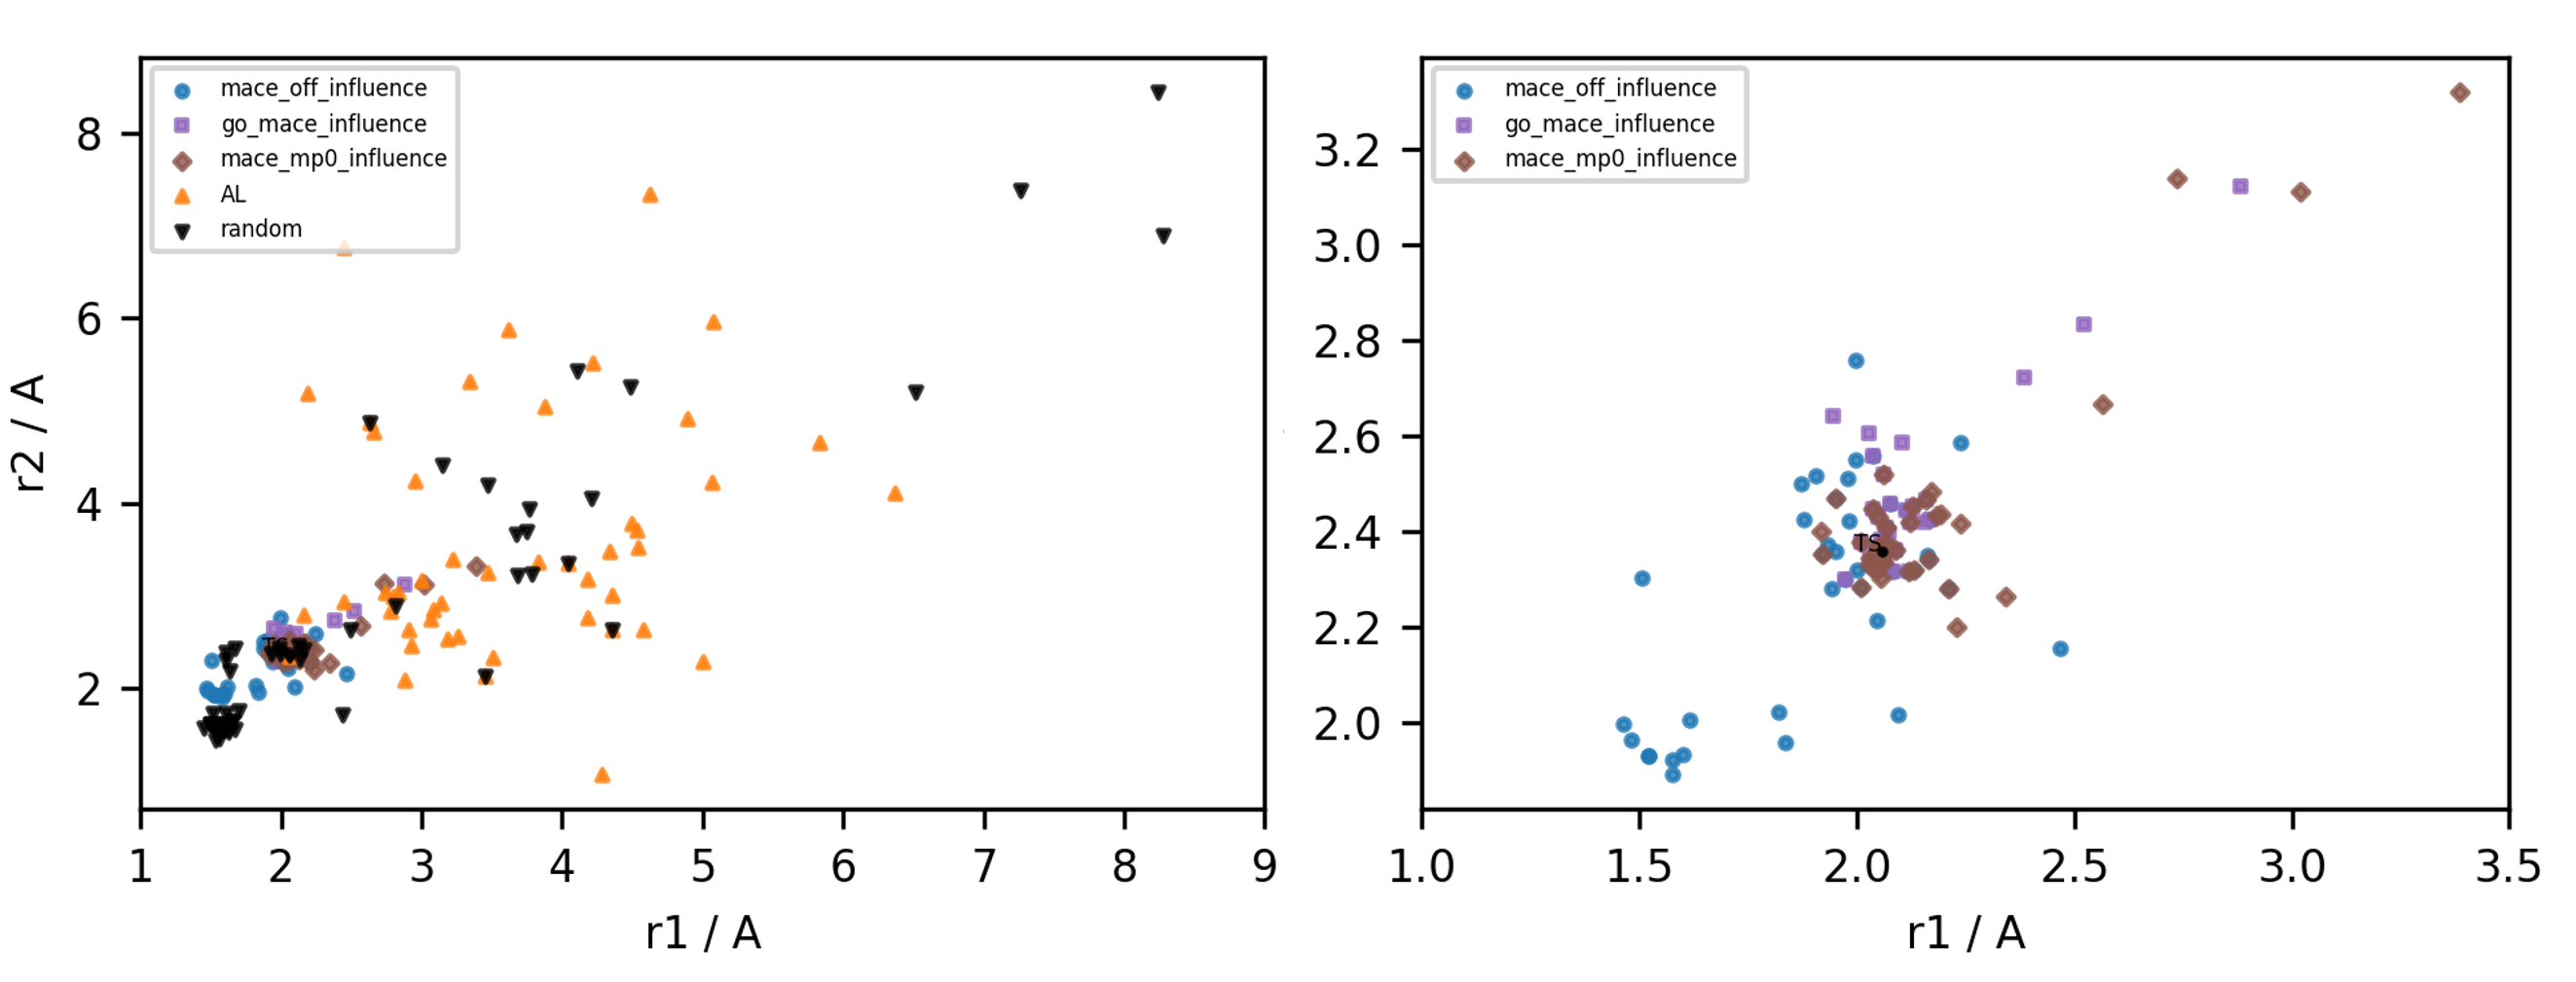 mace_off_influence
go_mace_influence
mace_mp0_influence
AL
random
TS
8
6
4
2
r2 / A
1 2 3 4 5 6 7 8 9
r1 / A
mace_off_influence
go_mace_influence
mace_mp0_influence
TS
3.2
3.0
2.8
2.6
2.4
2.2
2.0
1.0 1.5 2.0 2.5 3.0 3.5
r1 / A